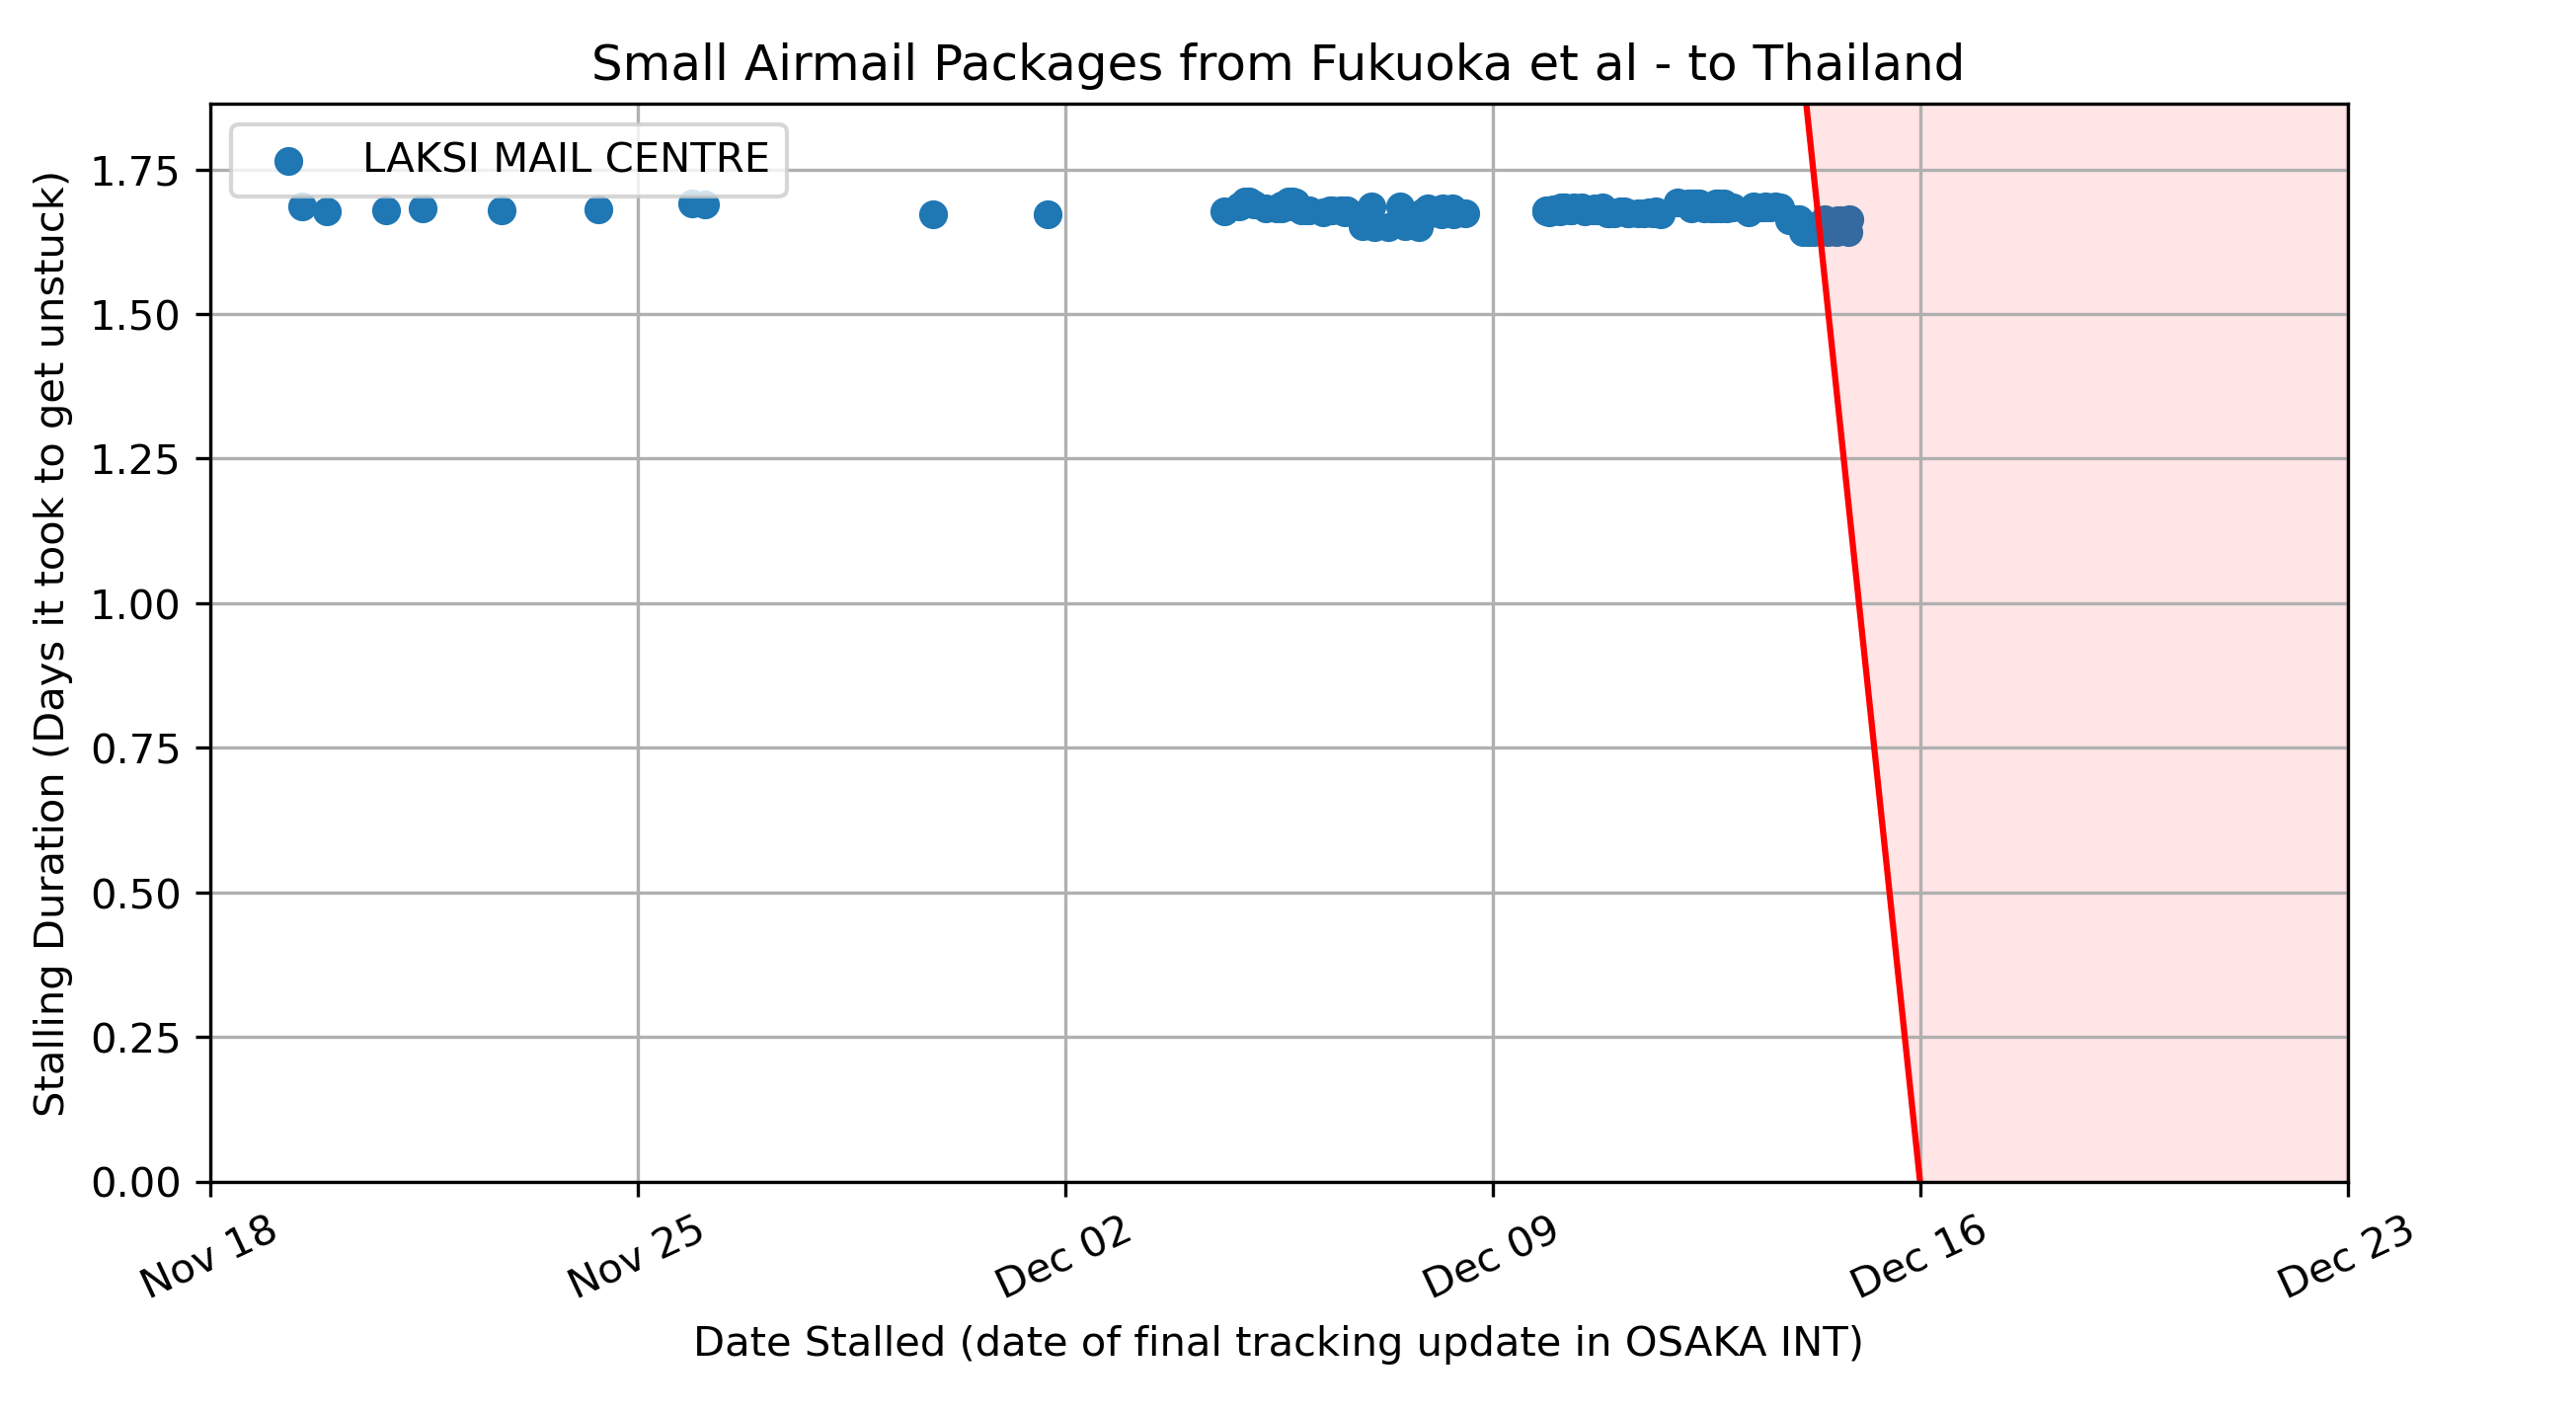 Small Airmail Packages from Fukuoka et al - to Thailand
LAKSI MAIL CENTRE
Stalling Duration (Days it took to get unstuck)
1.75
1.50
1.25
1.00
0.75
0.50
0.25
0.00
Nov 18
Nov 25
Dec 02
Dec 09
Dec 16
Dec 23
Date Stalled (date of final tracking update in OSAKA INT)